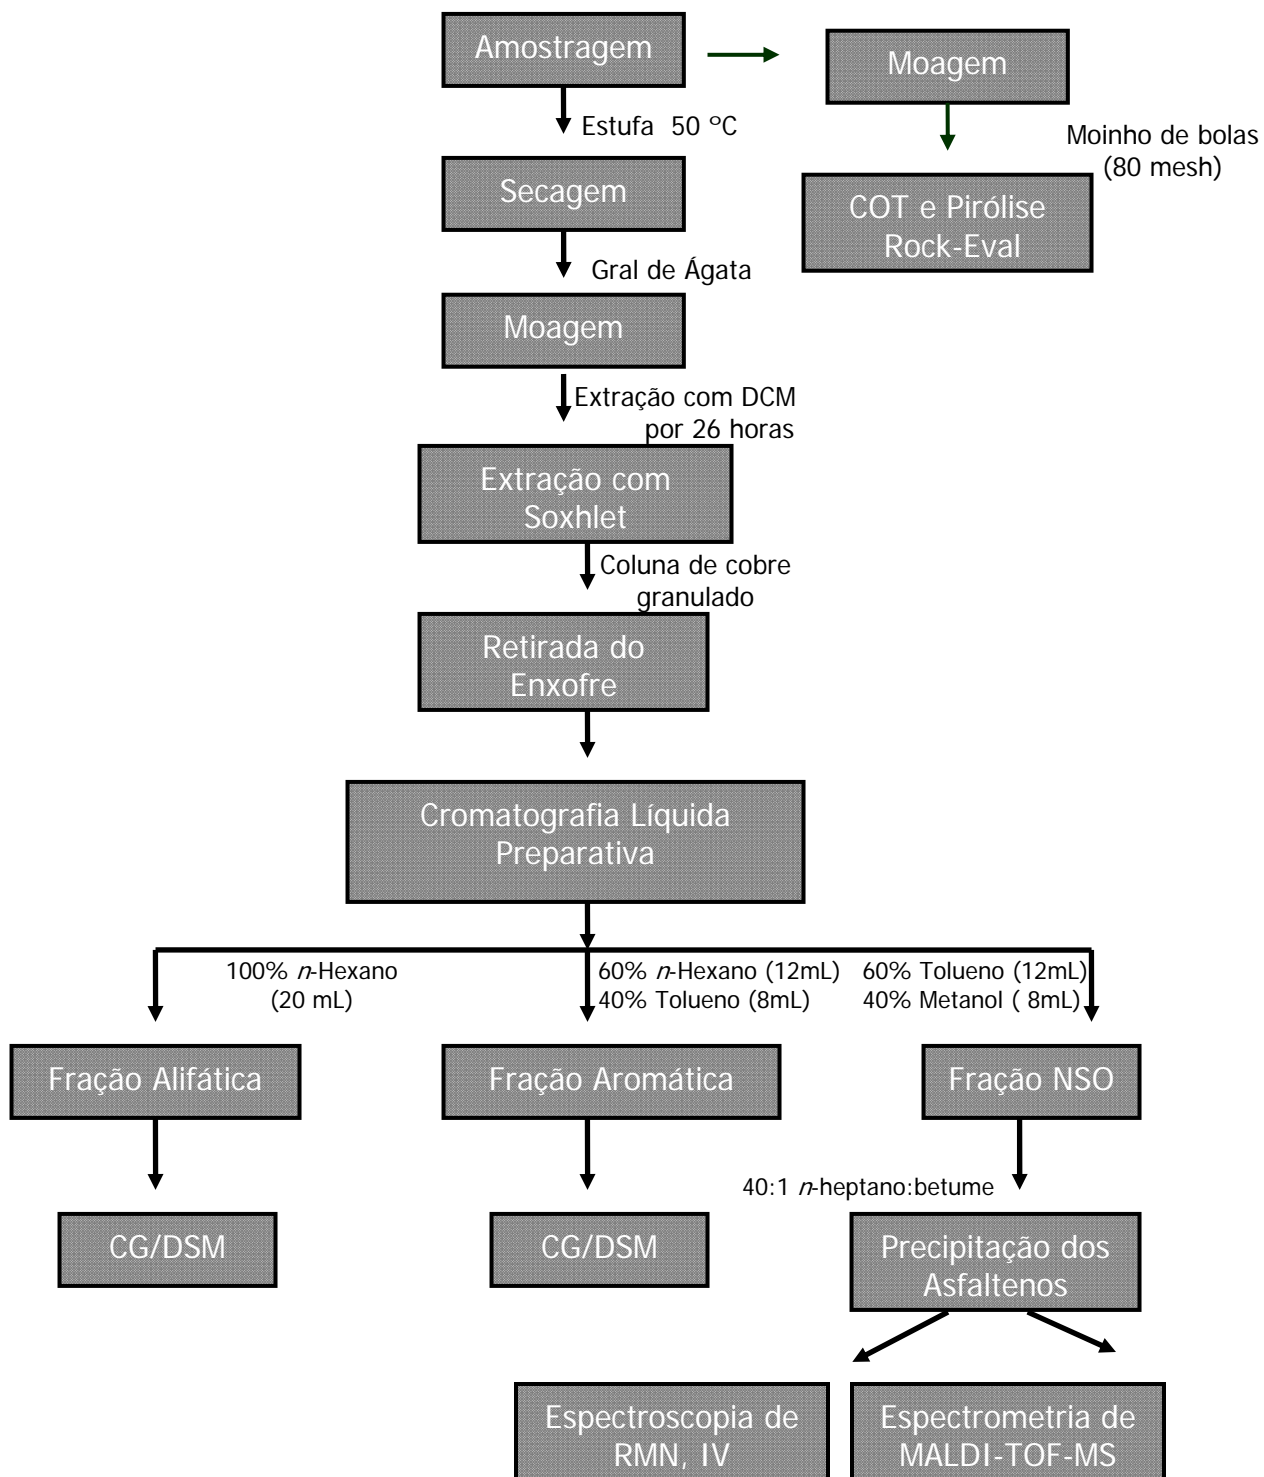 Amostragem
Moagem
Estufa 50 ºC
Moinho de bolas
(80 mesh)
Secagem
COT e Pirólise
Rock-Eval
Gral de Ágata
Moagem
Extração com DCM
por 26 horas
Extração com
Soxhlet
Coluna de cobre
granulado
Retirada do
Enxofre
Cromatografia Líquida
Preparativa
100% n-Hexano
(20 mL)
60% n-Hexano (12mL)
40% Tolueno (8mL)
60% Tolueno (12mL)
40% Metanol ( 8mL)
Fração Alifática
Fração Aromática
Fração NSO
40:1 n-heptano:betume
CG/DSM
CG/DSM
Precipitação dos
Asfaltenos
Espectroscopia de
RMN, IV
Espectrometria de
MALDI-TOF-MS